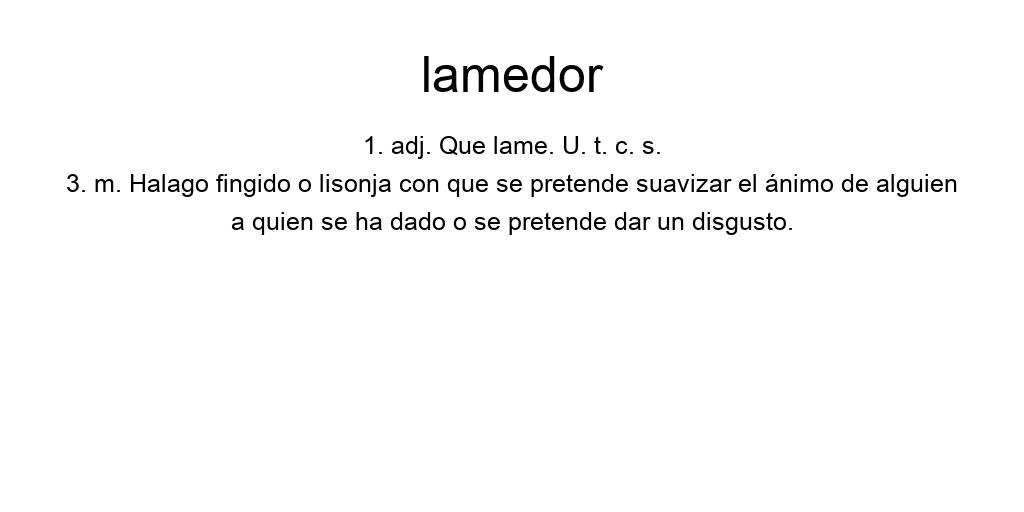 lamedor
1. adj. Que lame. U. t. c. s.
3. m. Halago fingido o lisonja con que se pretende suavizar el ánimo de alguien
a quien se ha dado o se pretende dar un disgusto.